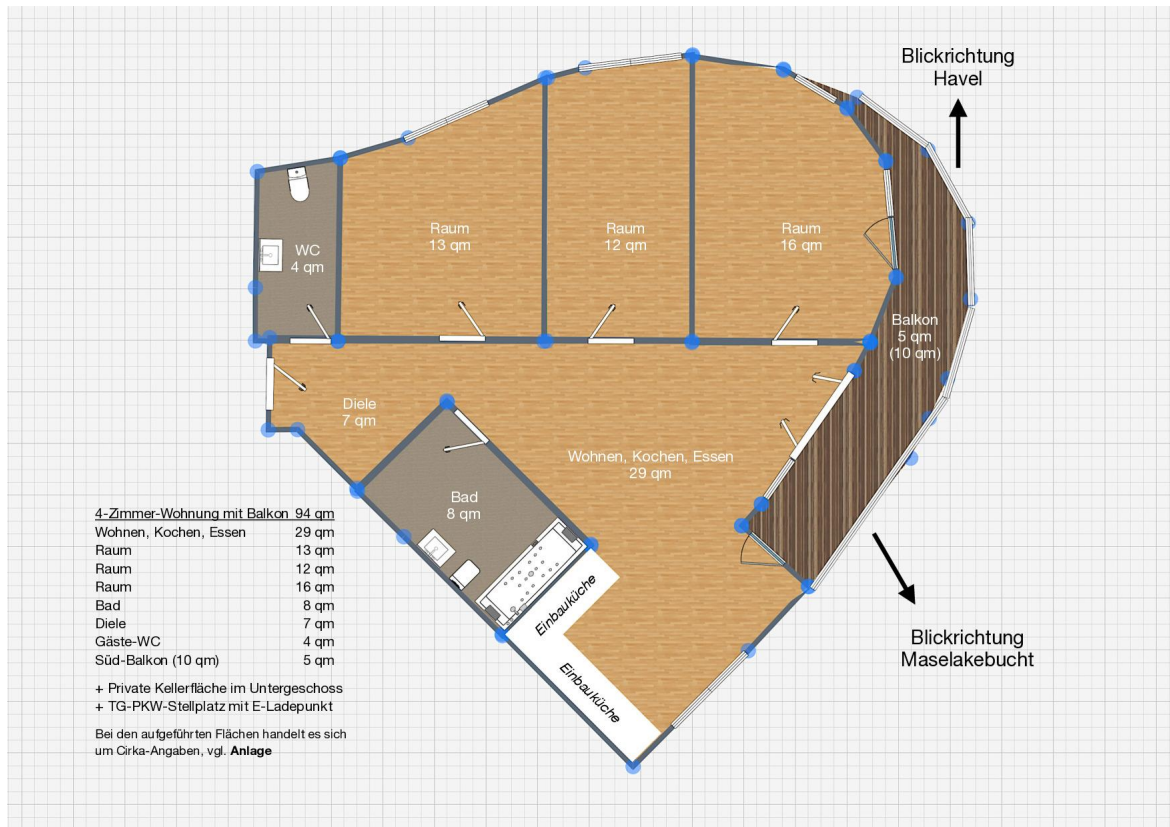 Blickrichtung
Havel
Raum
13 qm
Raum
12 qm
Raum
16 qm
WC
4 qm
Balkon
5 qm
(10 qm)
Diele
7 qm
Wohnen, Kochen, Essen
29 qm
Bad
8 qm
Einbauküche
Einbauküche
Blickrichtung
Maselakebucht
4-Zimmer-Wohnung mit Balkon 94 qm
Wohnen, Kochen, Essen 29 qm
Raum 13 qm
Raum 12 qm
Raum 16 qm
Bad 8 qm
Diele 7 qm
Gäste-WC 4 qm
Süd-Balkon (10 qm) 5 qm
+ Private Kellerfläche im Untergeschoss
+ TG-PKW-Stellplatz mit E-Ladepunkt
Bei den aufgeführten Flächen handelt es sich
um Cirka-Angaben, vgl. Anlage